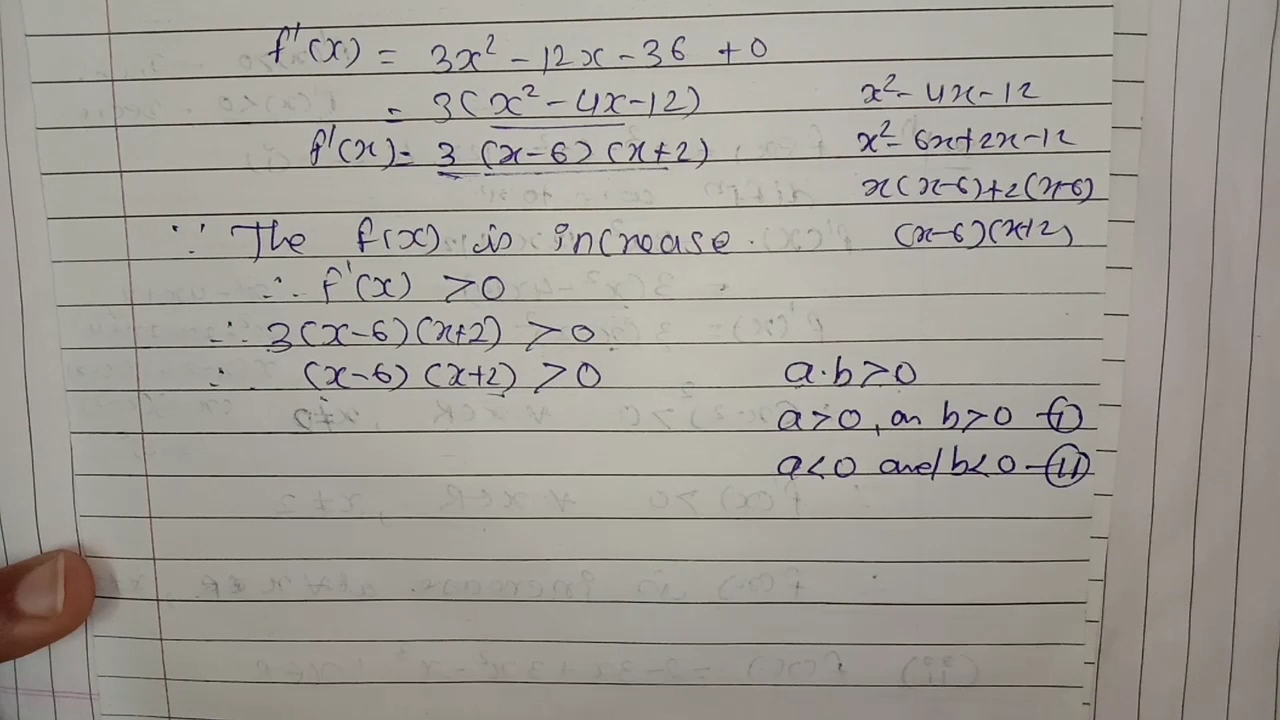 f'(x) = 3x² - 12x - 36 + 0
= 3(x² - 4x - 12)
f'(x) = 3 (x-6) (x+2)
x² - 4x - 12
x² - 6x + 2x - 12
x(x-6) + 2(x-6)
(x-6)(x+2)
∵ The f(x) is increase.
∴ f'(x) > 0
∴ 3(x-6)(x+2) > 0
∴ (x-6) (x+2) > 0
a·b > 0
a > 0, an b > 0 - (I)
a < 0 and b < 0 - (II)